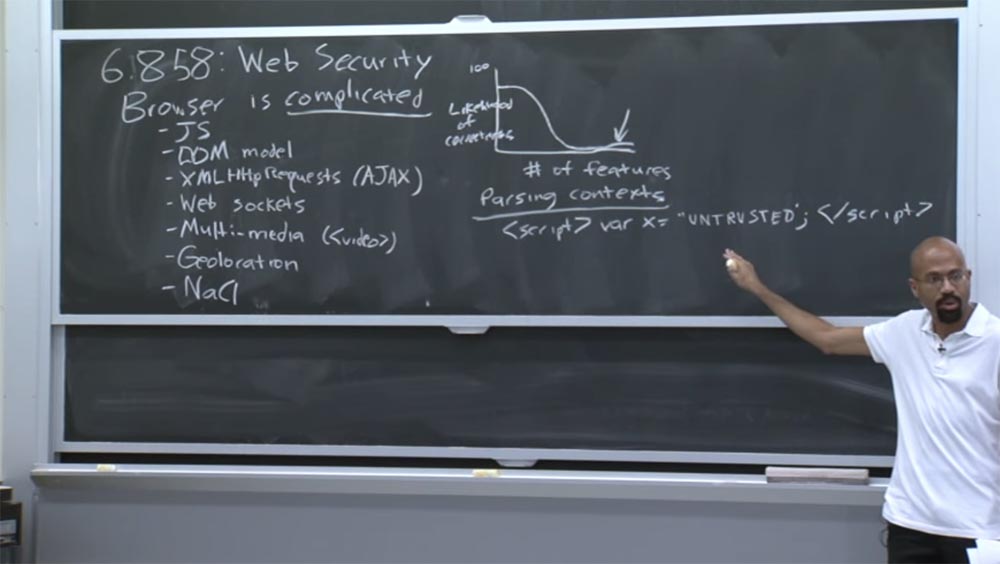 6.858: Web Security
Browser is complicated
- JS
- DOM model
- XMLHttpRequests (AJAX)
- Web sockets
- Multi-media (<video>)
- Geoloration
- NaCl
100
Likelihood
of
correctness
# of features
Parsing contexts
<script> var x= "UNTRUSTED"; </script>